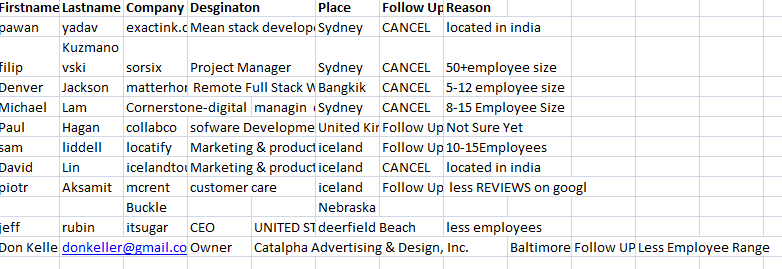 Firstname Lastname Company Desginaton Place Follow Up Reason
pawan yadav exactink.c Mean stack develop Sydney CANCEL located in india
Kuzmano
filip vski sorsix Project Manager Sydney CANCEL 50+employee size
Denver Jackson matterhor Remote Full Stack W Bangkik CANCEL 5-12 employee size
Michael Lam Cornerstone-digital managin Sydney CANCEL 8-15 Employee Size
Paul Hagan collabco sofware Developme United Kin Follow Up Not Sure Yet
sam liddell locatify Marketing & product iceland Follow Up 10-15Employees
David Lin icelandtou Marketing & product iceland CANCEL located in india
piotr Aksamit mcrent customer care iceland Follow Up less REVIEWS on googl
Buckle Nebraska
jeff rubin itsugar CEO UNITED ST deerfield Beach less employees
Don Kelle donkeller@gmail.co Owner Catalpha Advertising & Design, Inc. Baltimore Follow UP Less Employee Range